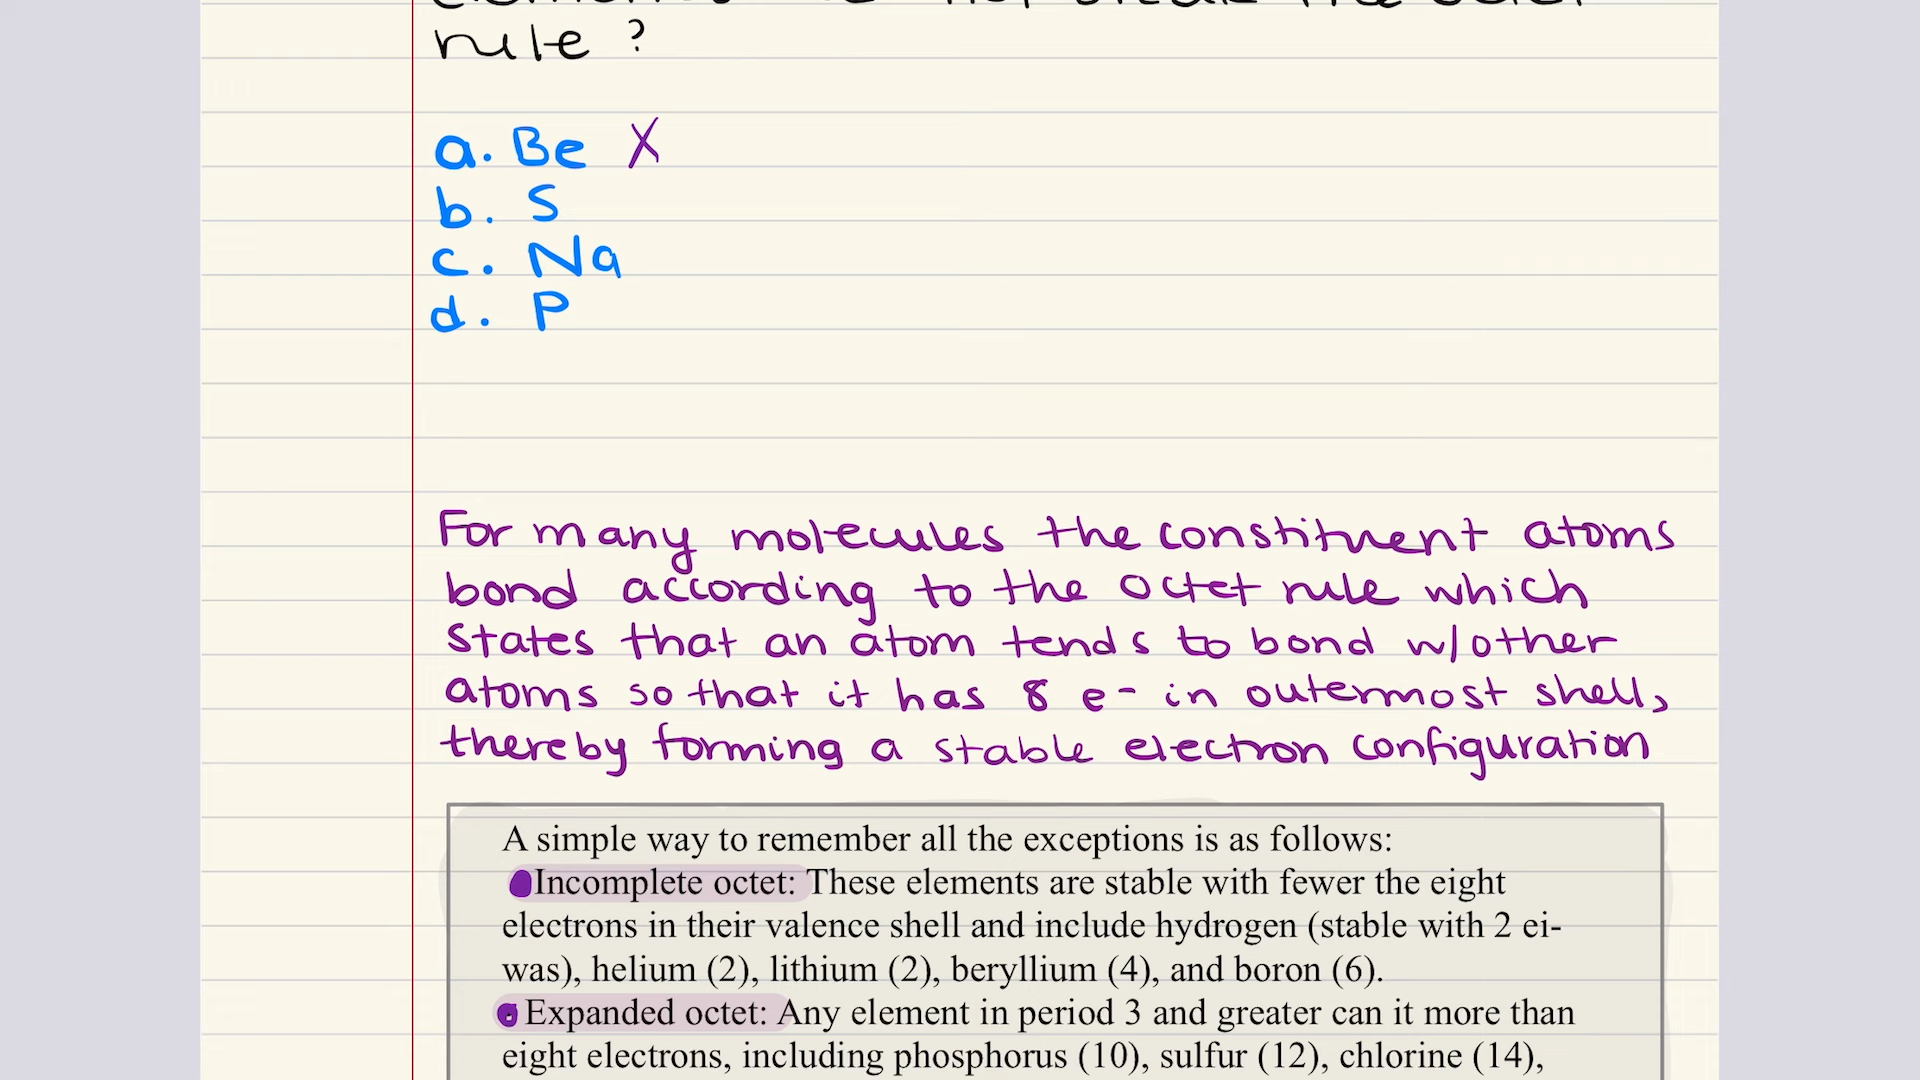 rule ?
a. Be X
b. S
c. Na
d. P
For many molecules the constituent atoms
bond according to the octet rule which
states that an atom tends to bond w/other
atoms so that it has 8 e- in outermost shell,
thereby forming a stable electron configuration
A simple way to remember all the exceptions is as follows:
Incomplete octet: These elements are stable with fewer the eight
electrons in their valence shell and include hydrogen (stable with 2 ei-
was), helium (2), lithium (2), beryllium (4), and boron (6).
Expanded octet: Any element in period 3 and greater can it more than
eight electrons, including phosphorus (10), sulfur (12), chlorine (14),